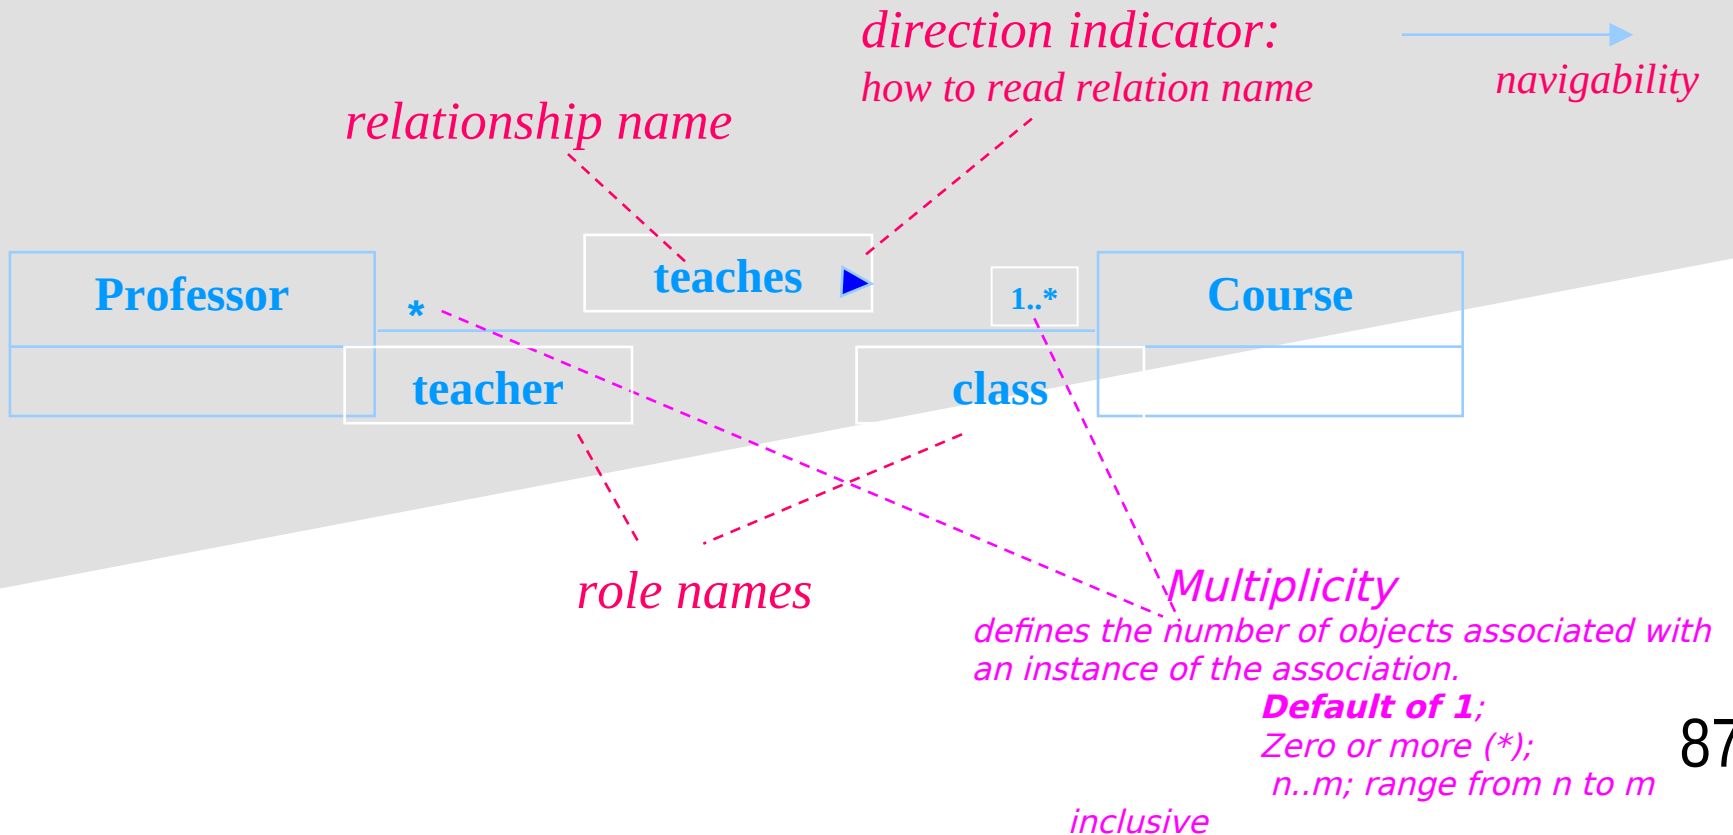 direction indicator:
how to read relation name
navigability
relationship name
teaches
Professor
*
1..*
Course
teacher
class
role names
Multiplicity
defines the number of objects associated with
an instance of the association.
Default of 1;
Zero or more (*);
n..m; range from n to m
inclusive
87